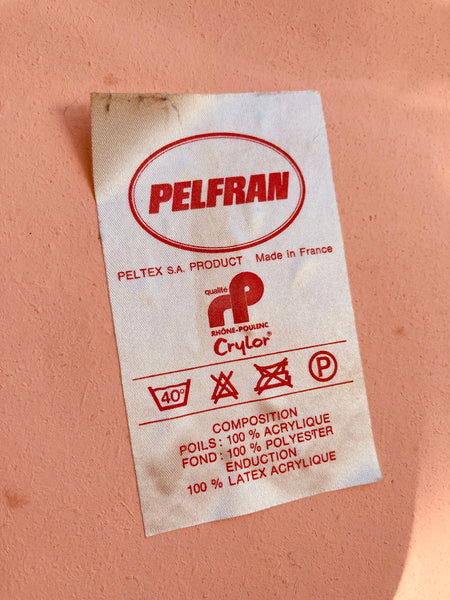 PELFRAN
PELTEX S.A. PRODUCT Made in France
qualité
rp
RHÔNE-POULENC
Crylor®
40° P
COMPOSITION
POILS: 100 % ACRYLIQUE
FOND: 100 % POLYESTER
ENDUCTION
100 % LATEX ACRYLIQUE